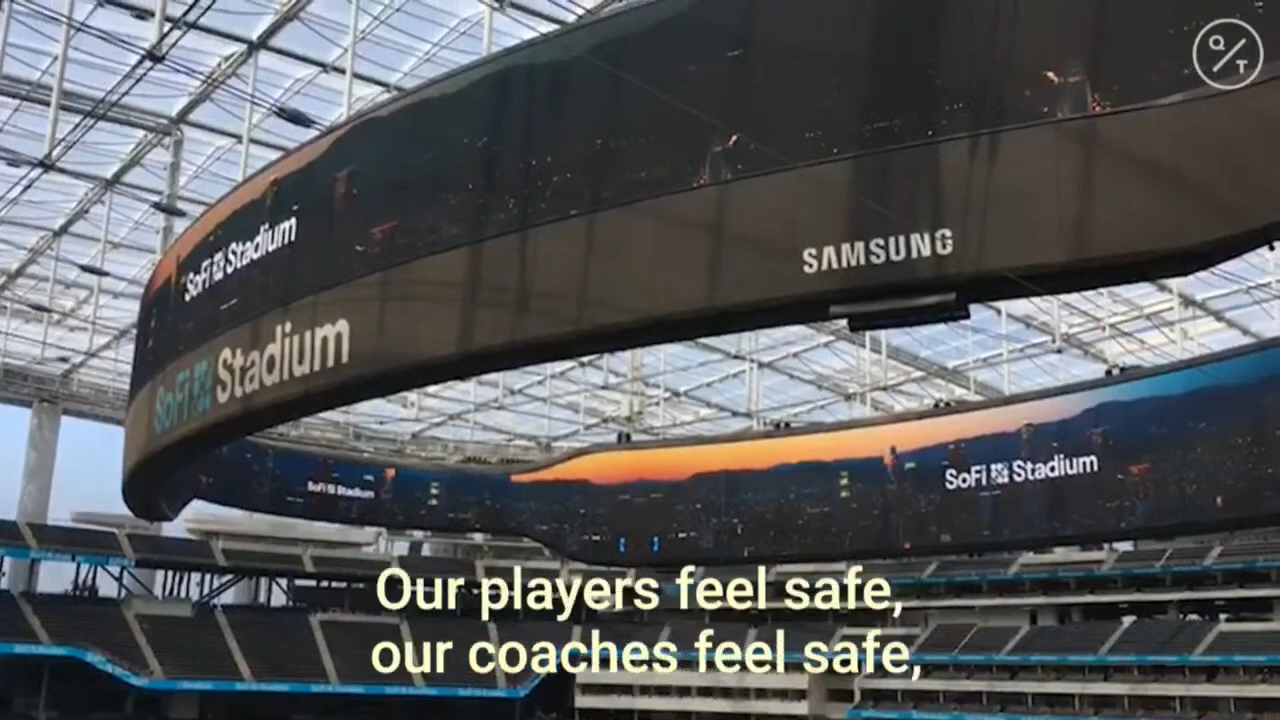 Q
T
SoFi Stadium
SAMSUNG
SoFi Stadium
SoFi Stadium
SoFi Stadium
Our players feel safe,
our coaches feel safe,